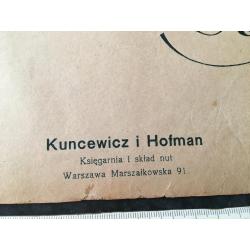 Kuncewicz i Hofman
Księgarnia i skład nut
Warszawa Marszałkowska 91